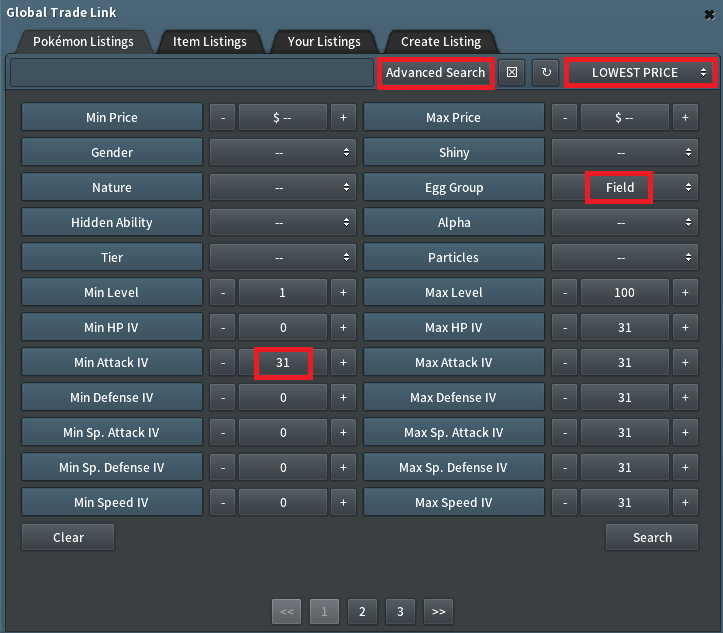 Global Trade Link
Pokémon Listings Item Listings Your Listings Create Listing
Advanced Search LOWEST PRICE
Min Price - $ -- + Max Price - $ -- +
Gender -- Shiny --
Nature -- Egg Group Field
Hidden Ability -- Alpha --
Tier -- Particles --
Min Level - 1 + Max Level - 100 +
Min HP IV - 0 + Max HP IV - 31 +
Min Attack IV - 31 + Max Attack IV - 31 +
Min Defense IV - 0 + Max Defense IV - 31 +
Min Sp. Attack IV - 0 + Max Sp. Attack IV - 31 +
Min Sp. Defense IV - 0 + Max Sp. Defense IV - 31 +
Min Speed IV - 0 + Max Speed IV - 31 +
Clear Search
<< 1 2 3 >>